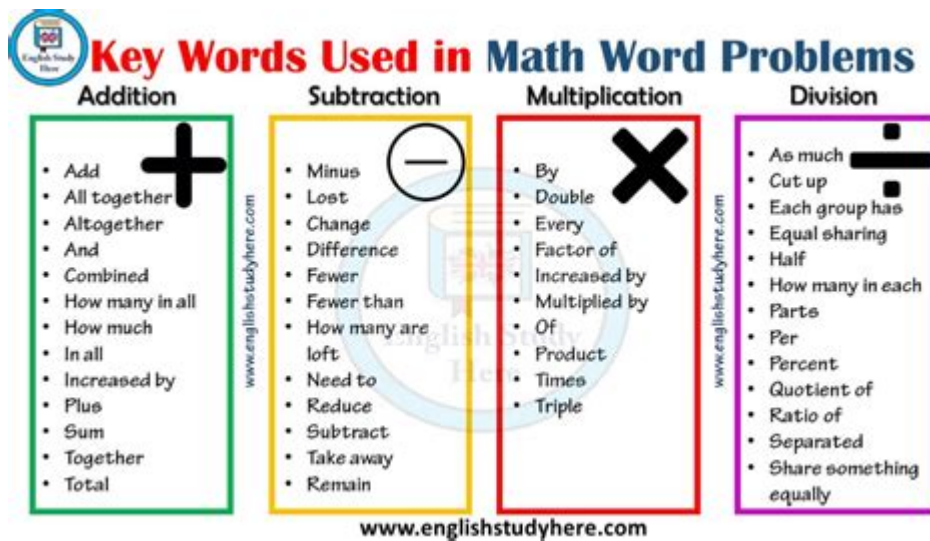 English Study
Here
Key Words Used in Math Word Problems
Addition
Add
All together
Altogether
And
Combined
How many in all
How much
In all
Increased by
Plus
Sum
Together
Total
www.englishstudyhere.com
Subtraction
Minus
Lost
Change
Difference
Fewer
Fewer than
How many are
loft
Need to
Reduce
Subtract
Take away
Remain
English Study
Here
Multiplication
By
Double
Every
Factor of
Increased by
Multiplied by
Of
Product
Times
Triple
www.englishstudyhere.com
Division
As much
Cut up
Each group has
Equal sharing
Half
How many in each
Parts
Per
Percent
Quotient of
Ratio of
Separated
Share something
equally
www.englishstudyhere.com